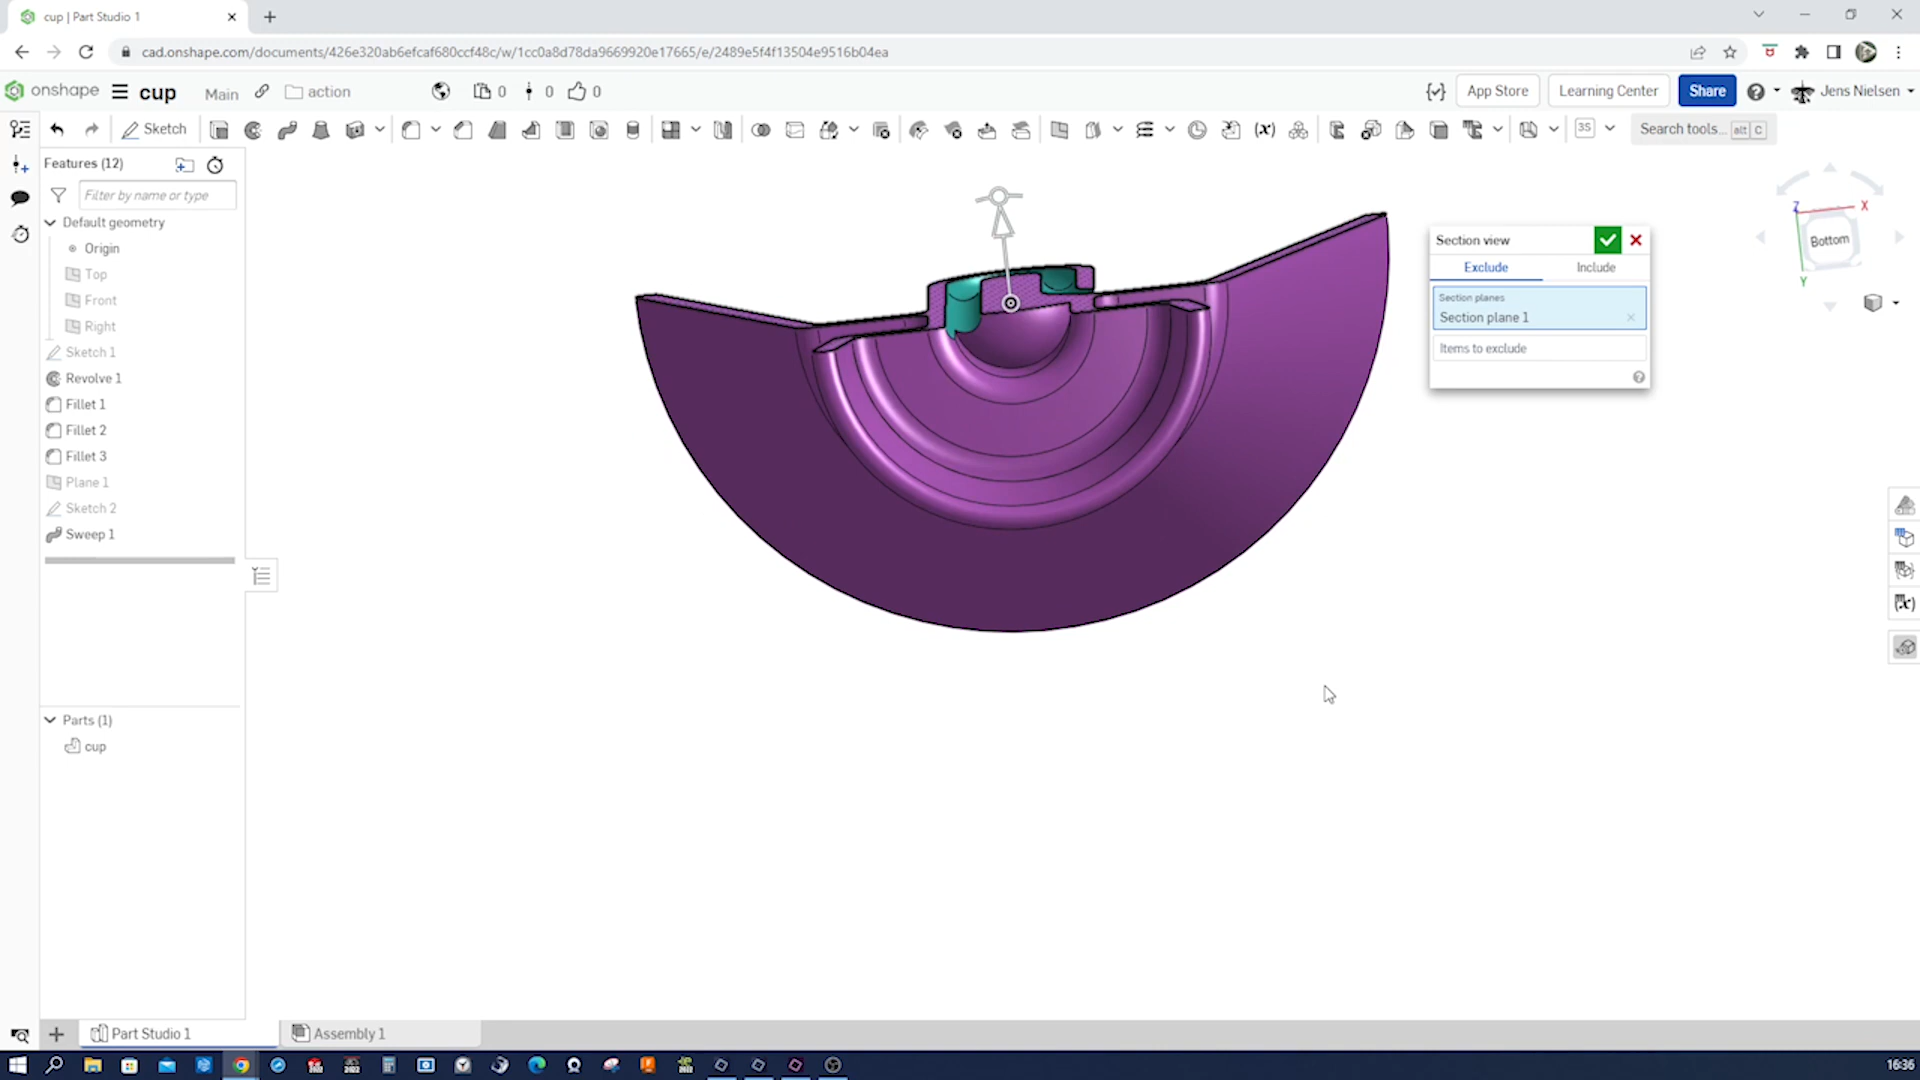 cup | Part Studio 1
cad.onshape.com/documents/426e320ab6efcaf680ccf48c/w/1cc0a8d78da9669920e17665/e/2489e5f4f13504e9516b04ea
onshape
cup
Main
action
0
0
0
App Store
Learning Center
Share
Jens Nielsen
Sketch
(x)
3S
Search tools...
alt
C
Features (12)
Filter by name or type
Default geometry
Origin
Top
Front
Right
Sketch 1
Revolve 1
Fillet 1
Fillet 2
Fillet 3
Plane 1
Sketch 2
Sweep 1
Parts (1)
cup
Section view
Exclude
Include
Section planes
Section plane 1
Items to exclude
Z
X
Bottom
Y
(x)
Part Studio 1
Assembly 1
16:36